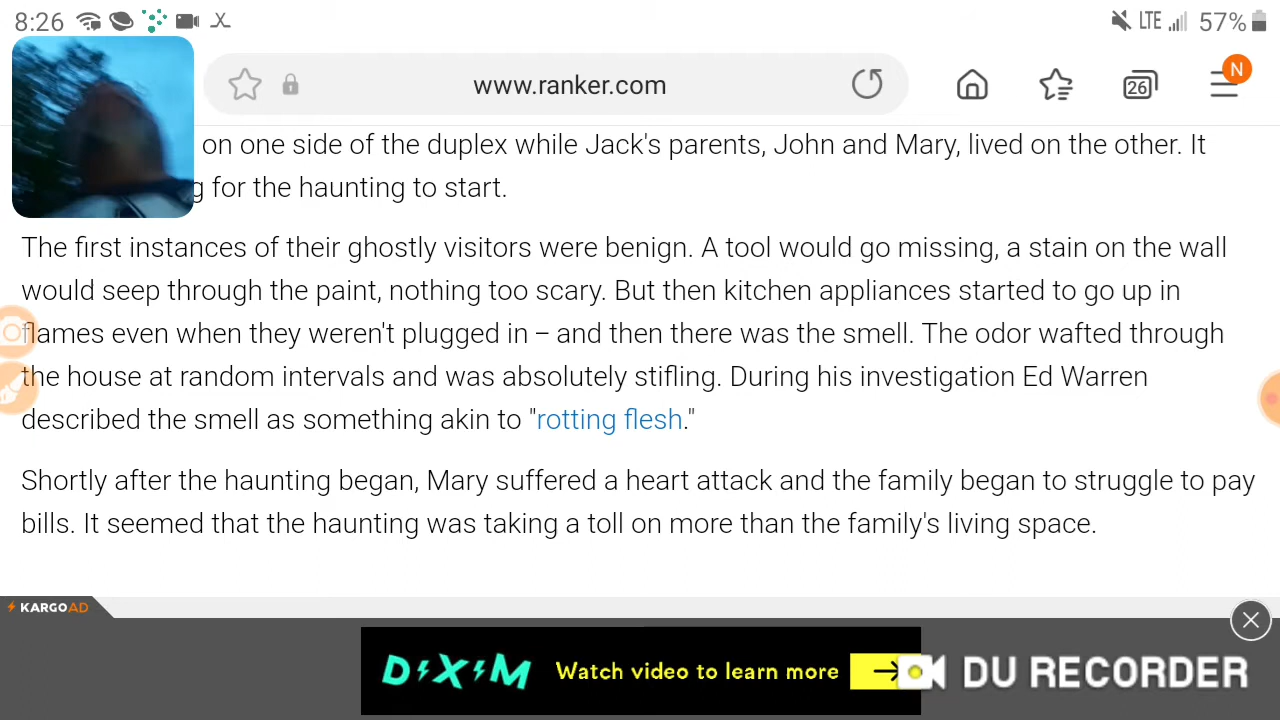 8:26 LTE 57%
www.ranker.com 26 N
on one side of the duplex while Jack's parents, John and Mary, lived on the other. It
g for the haunting to start.
The first instances of their ghostly visitors were benign. A tool would go missing, a stain on the wall
would seep through the paint, nothing too scary. But then kitchen appliances started to go up in
flames even when they weren't plugged in – and then there was the smell. The odor wafted through
the house at random intervals and was absolutely stifling. During his investigation Ed Warren
described the smell as something akin to "rotting flesh."
Shortly after the haunting began, Mary suffered a heart attack and the family began to struggle to pay
bills. It seemed that the haunting was taking a toll on more than the family's living space.
KARGOAD
DXM Watch video to learn more DU RECORDER